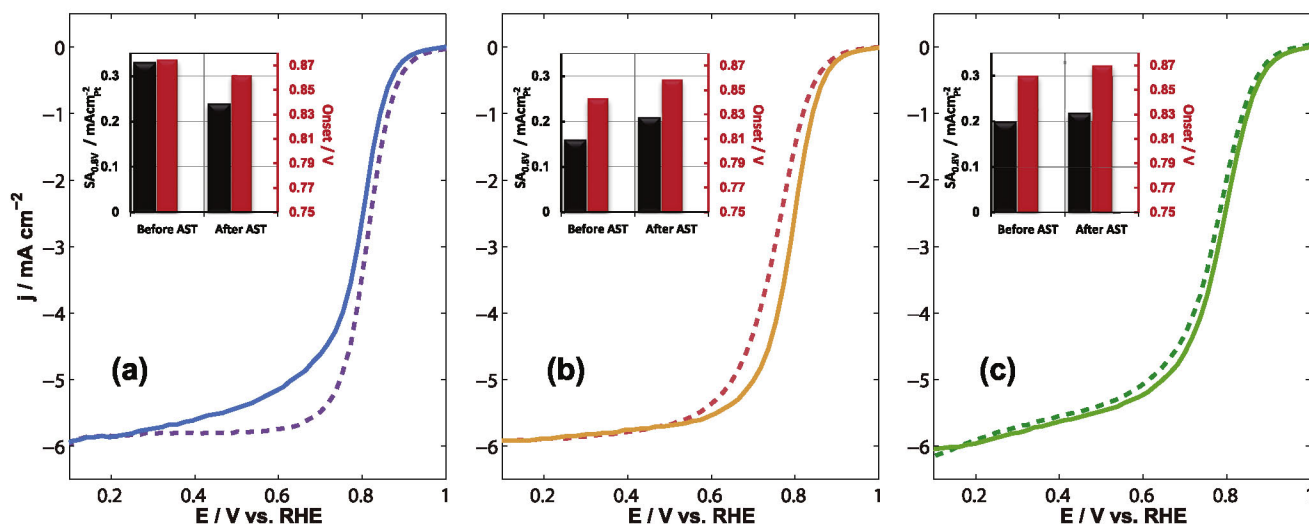 j / mA cm−2
0
−1
−2
−3
−4
−5
−6
0.2 0.4 0.6 0.8 1
E / V vs. RHE
(a)
SA0.8V / mAcm-2Pt
0.3
0.2
0.1
0
Before AST After AST
0.87
0.85
0.83
0.81
0.79
0.77
0.75
Onset / V
0
−1
−2
−3
−4
−5
−6
0.2 0.4 0.6 0.8 1
E / V vs. RHE
(b)
SA0.8V / mAcm-2Pt
0.3
0.2
0.1
0
Before AST After AST
0.87
0.85
0.83
0.81
0.79
0.77
0.75
Onset / V
0
−1
−2
−3
−4
−5
−6
0.2 0.4 0.6 0.8 1
E / V vs. RHE
(c)
SA0.8V / mAcm-2Pt
0.3
0.2
0.1
0
Before AST After AST
0.87
0.85
0.83
0.81
0.79
0.77
0.75
Onset / V